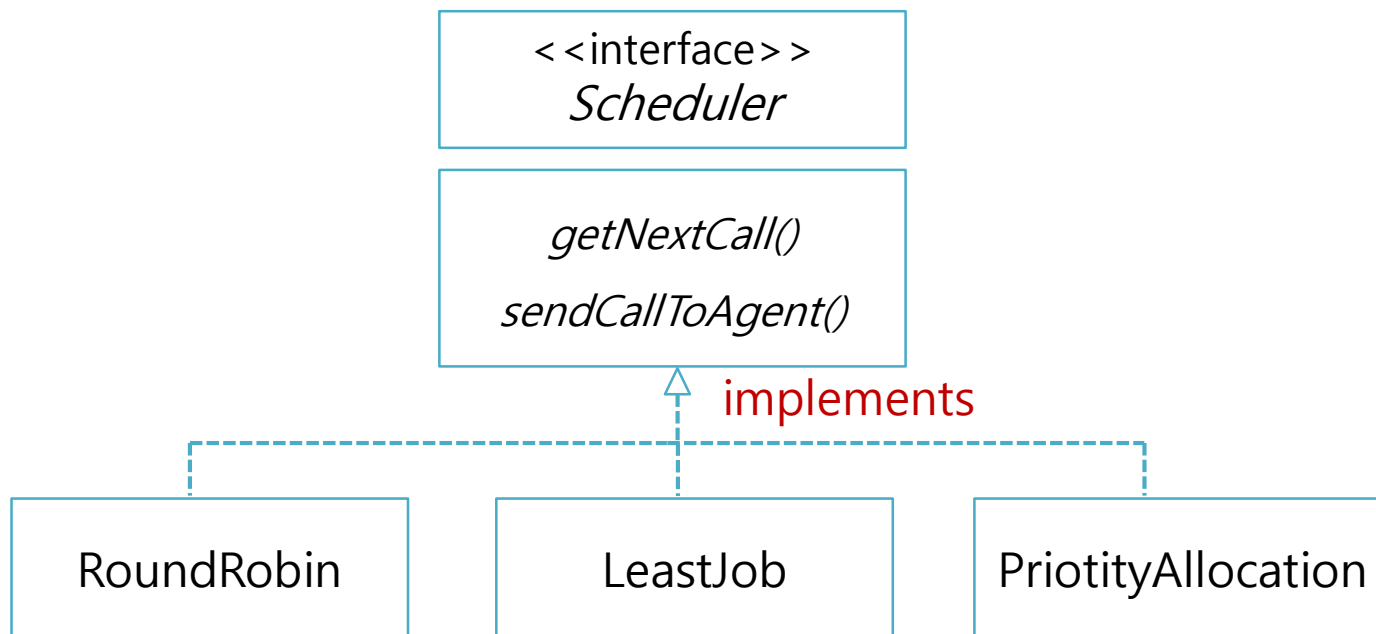 <<interface>>
Scheduler
getNextCall()
sendCallToAgent()
implements
RoundRobin
LeastJob
PriotityAllocation